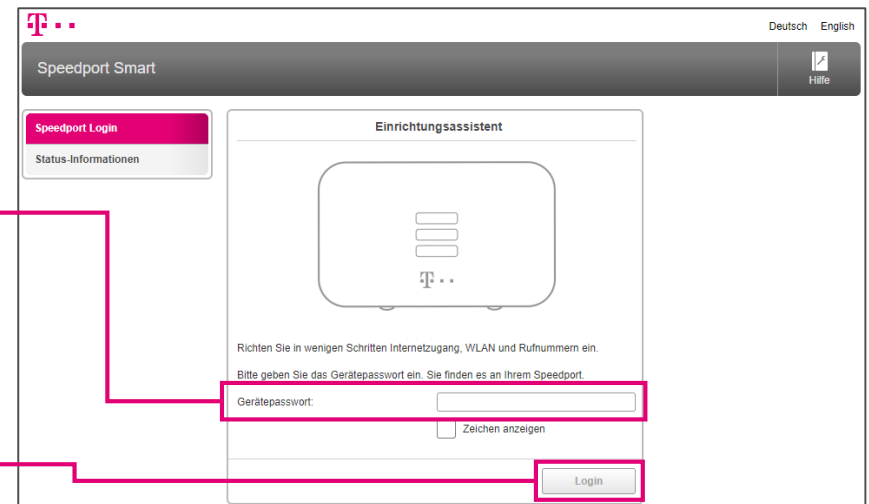 T
Deutsch English
Speedport Smart
Hilfe
Speedport Login
Status-Informationen
Einrichtungsassistent
T
Richten Sie in wenigen Schritten Internetzugang, WLAN und Rufnummern ein.
Bitte geben Sie das Gerätepasswort ein. Sie finden es an Ihrem Speedport.
Gerätepasswort:
Zeichen anzeigen
Login